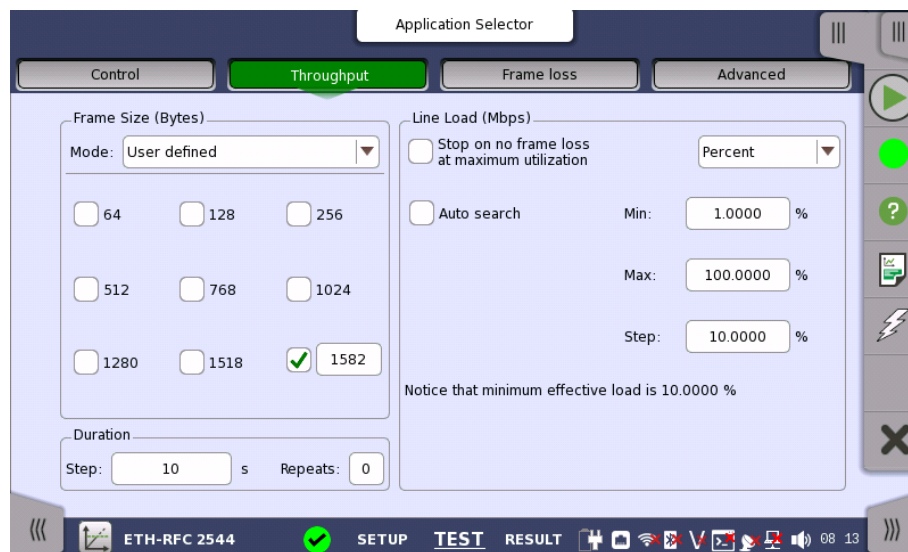 Application Selector
Control Throughput Frame loss Advanced
Frame Size (Bytes)
Mode: User defined
64 128 256
512 768 1024
1280 1518 1582
Duration
Step: 10 s Repeats: 0
Line Load (Mbps)
Stop on no frame loss
at maximum utilization
Percent
Auto search Min: 1.0000 %
Max: 100.0000 %
Step: 10.0000 %
Notice that minimum effective load is 10.0000 %
ETH-RFC 2544 SETUP TEST RESULT 08 13